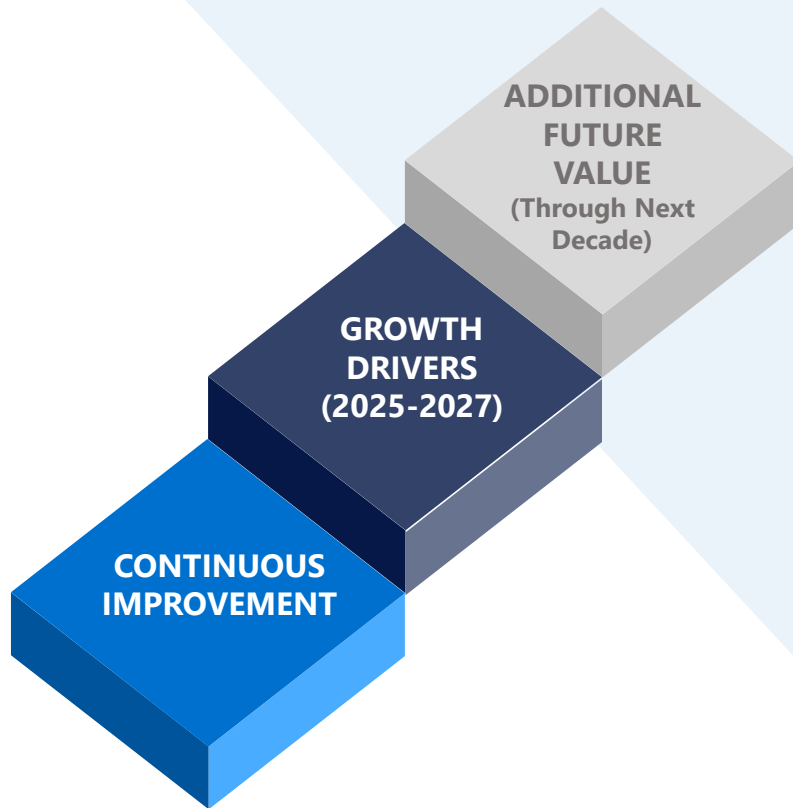 ADDITIONAL
FUTURE
VALUE
(Through Next
Decade)
GROWTH
DRIVERS
(2025-2027)
CONTINUOUS
IMPROVEMENT